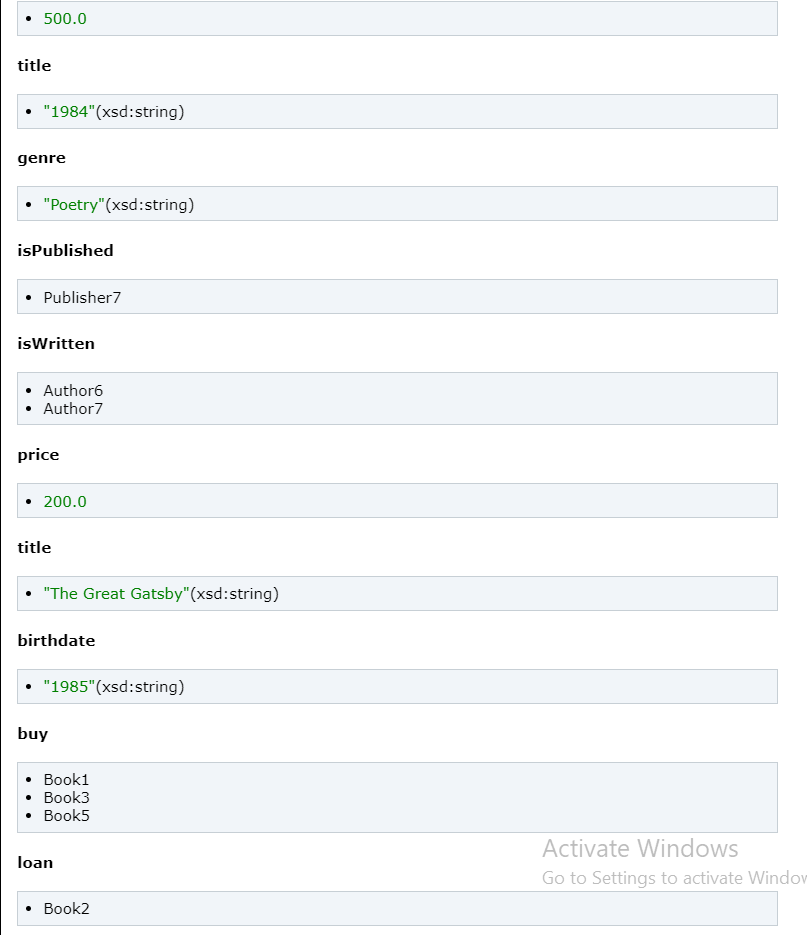 500.0
title
"1984"(xsd:string)
genre
"Poetry"(xsd:string)
isPublished
Publisher7
isWritten
Author6
Author7
price
200.0
title
"The Great Gatsby"(xsd:string)
birthdate
"1985"(xsd:string)
buy
Book1
Book3
Book5
loan
Book2
Activate Windows
Go to Settings to activate Window